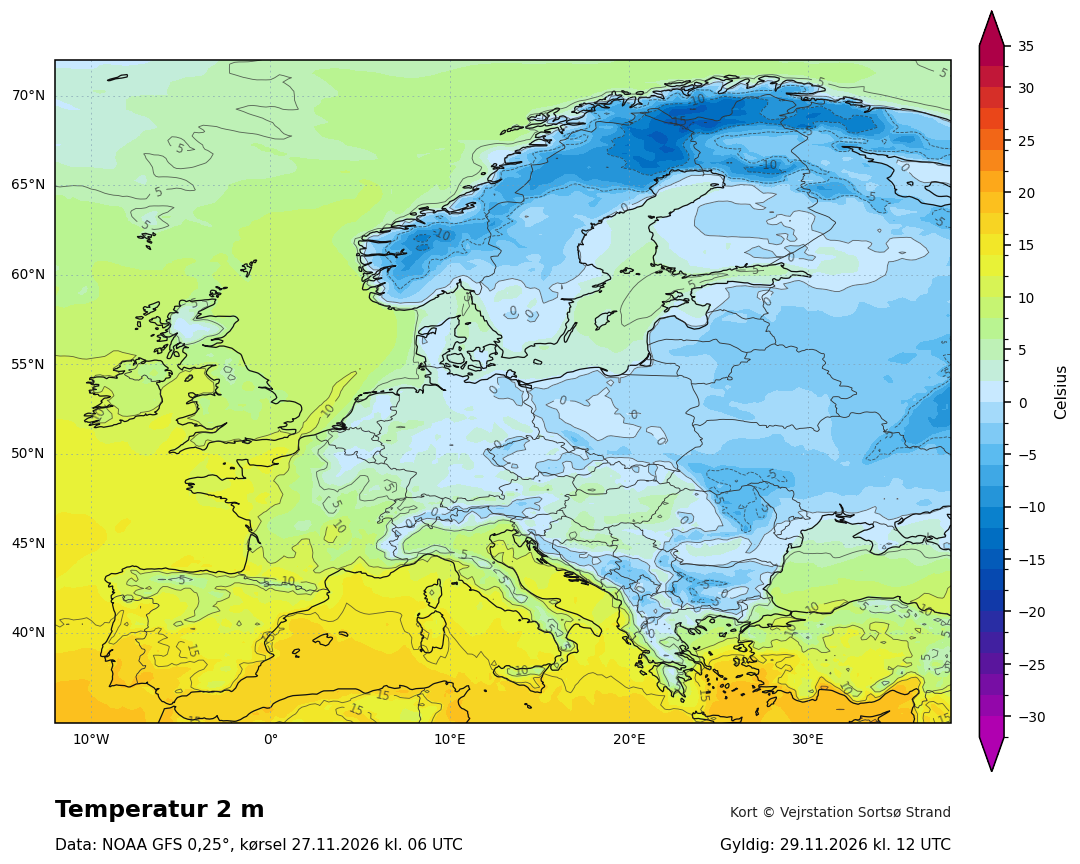 35
30
25
20
15
10
5
0
−5
−10
−15
−20
−25
−30
Celsius
70°N
65°N
60°N
55°N
50°N
45°N
40°N
10°W 0° 10°E 20°E 30°E
Temperatur 2 m
Kort © Vejrstation Sortsø Strand
Data: NOAA GFS 0,25°, kørsel 27.11.2026 kl. 06 UTC
Gyldig: 29.11.2026 kl. 12 UTC